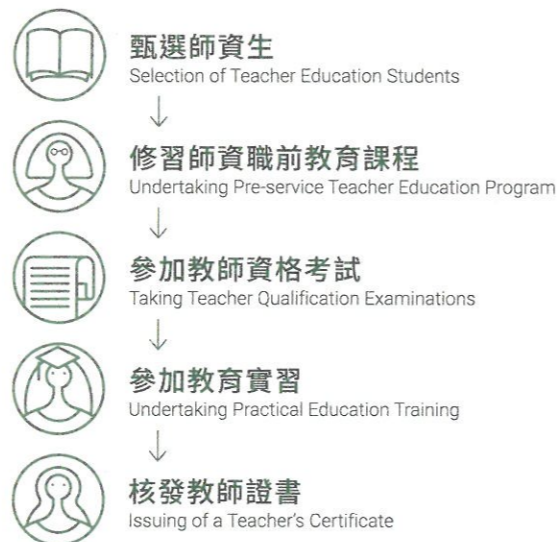 甄選師資生
Selection of Teacher Education Students
修習師資職前教育課程
Undertaking Pre-service Teacher Education Program
參加教師資格考試
Taking Teacher Qualification Examinations
參加教育實習
Undertaking Practical Education Training
核發教師證書
Issuing of a Teacher's Certificate